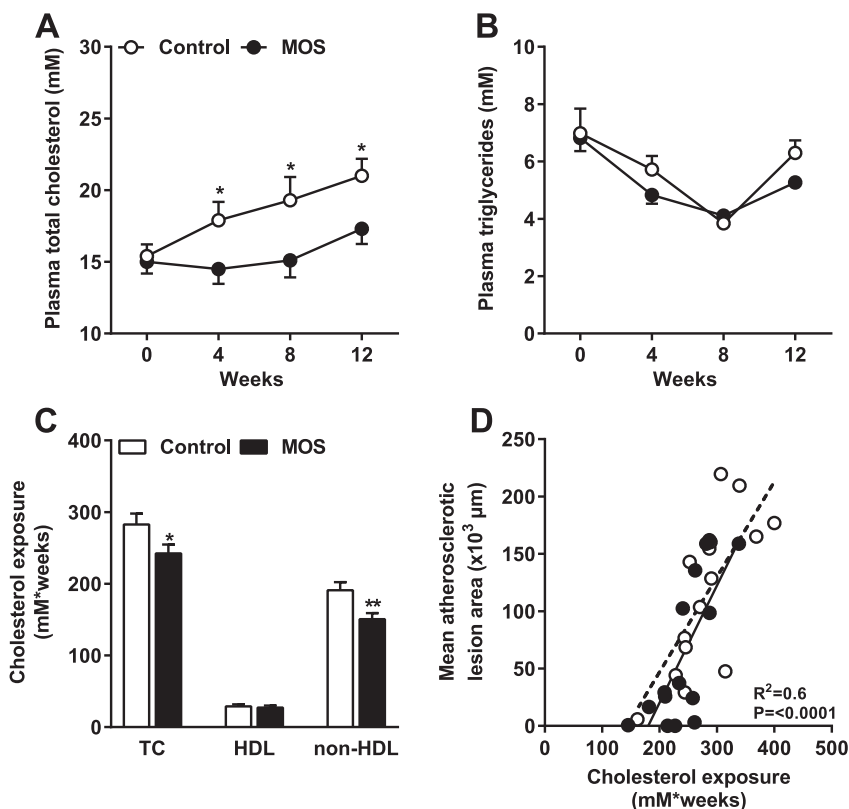 A
Control MOS
Plasma total cholesterol (mM)
30
25
20
15
10
*
*
*
0 4 8 12
Weeks
B
Plasma triglycerides (mM)
10
8
6
4
2
0
0 4 8 12
Weeks
C
Control MOS
Cholesterol exposure
(mM*weeks)
400
300
200
100
0
*
**
TC HDL non-HDL
D
Mean atherosclerotic
lesion area (x10³ µm)
250
200
150
100
50
0
R²=0.6
P=<0.0001
0 100 200 300 400 500
Cholesterol exposure
(mM*weeks)